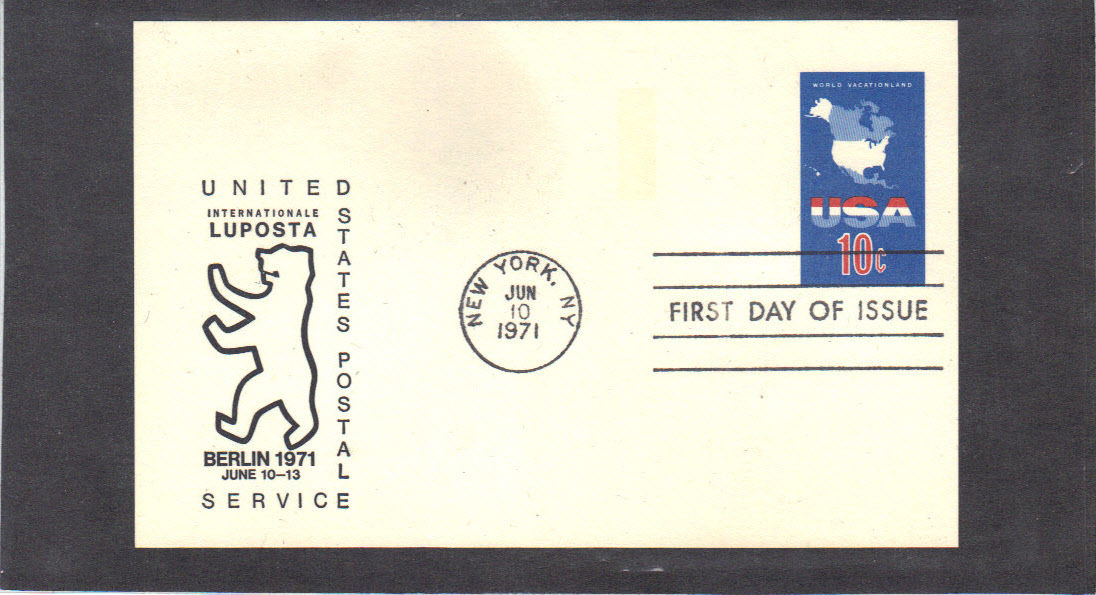 WORLD VACATIONLAND
USA
10c
UNITED
STATES POSTAL
SERVICE
INTERNATIONALE
LUPOSTA
BERLIN 1971
JUNE 10–13
NEW YORK, NY
JUN
10
1971
FIRST DAY OF ISSUE